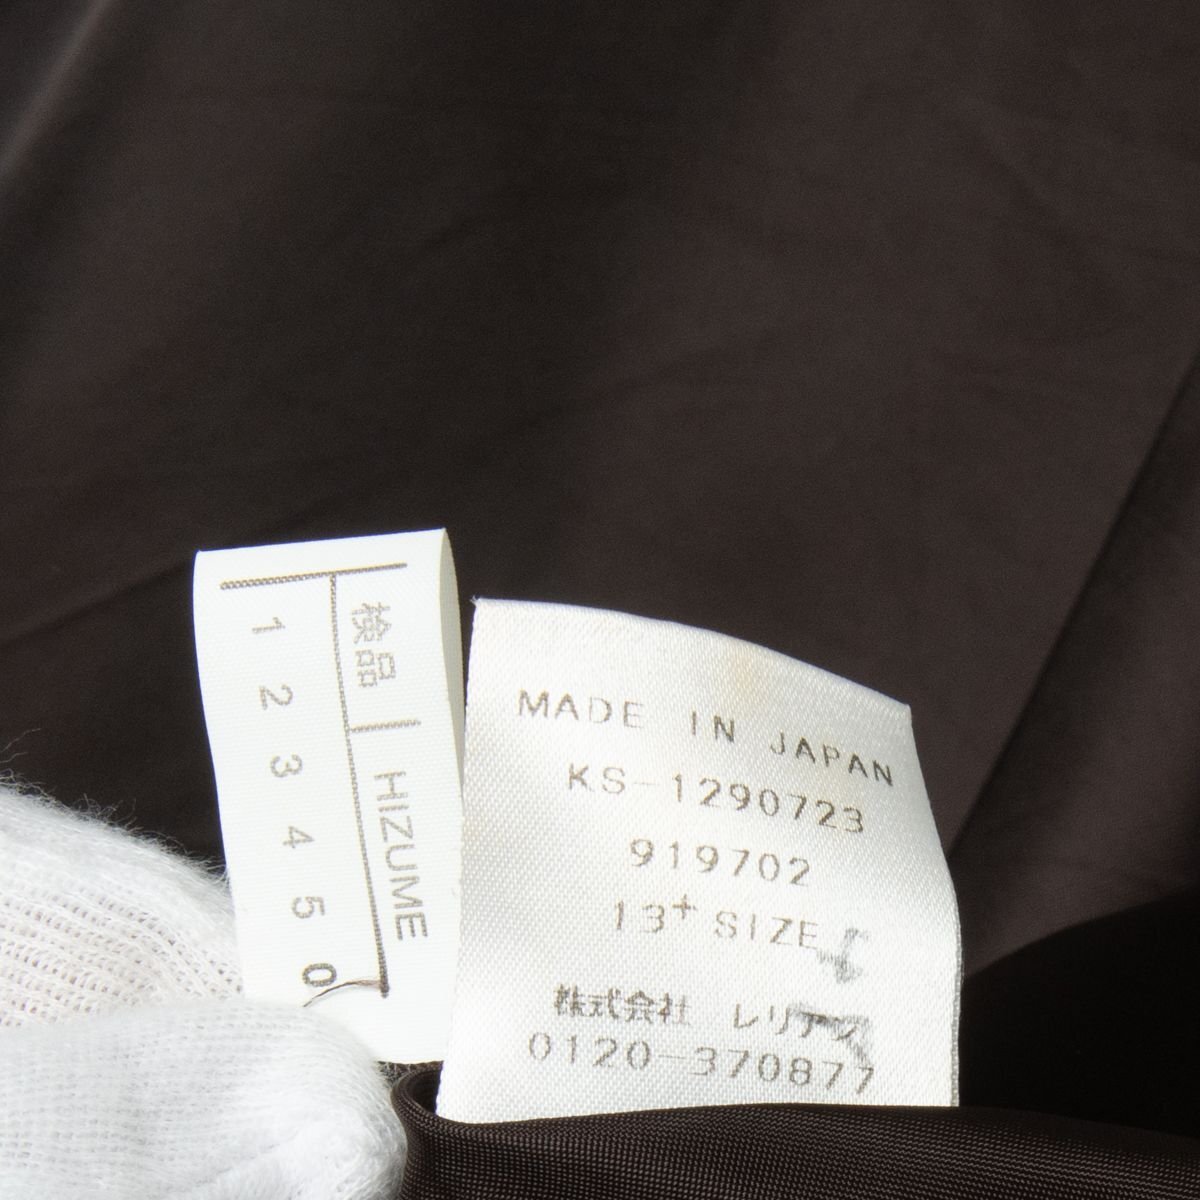 検品 HIZUME
1 2 3 4 5 0
MADE IN JAPAN
KS-1290723
919702
13+ SIZE
株式会社 レリアン
0120-370877